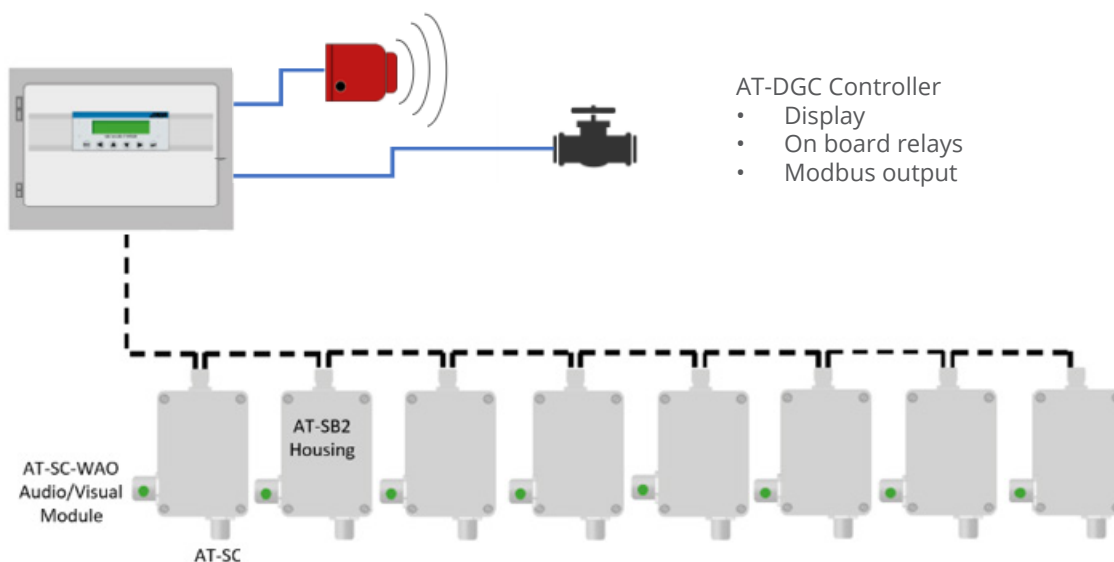 AT-DGC Controller
• Display
• On board relays
• Modbus output
AT-SB2
Housing
AT-SC-WAO
Audio/Visual
Module
AT-SC